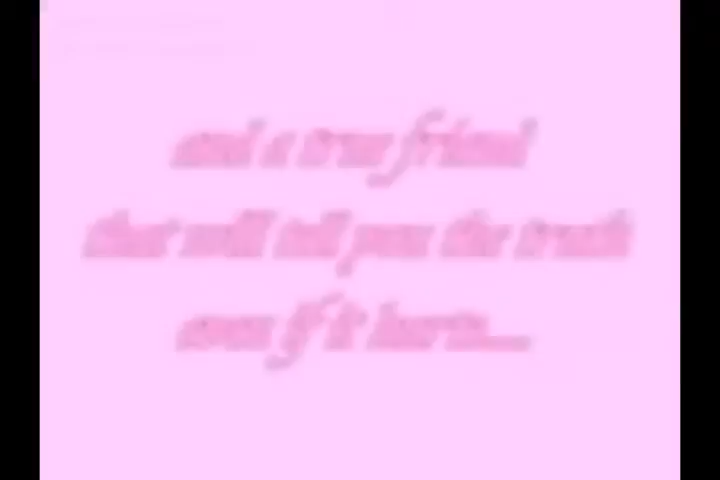 and a true friend
that will tell you the truth
even if it hurts....